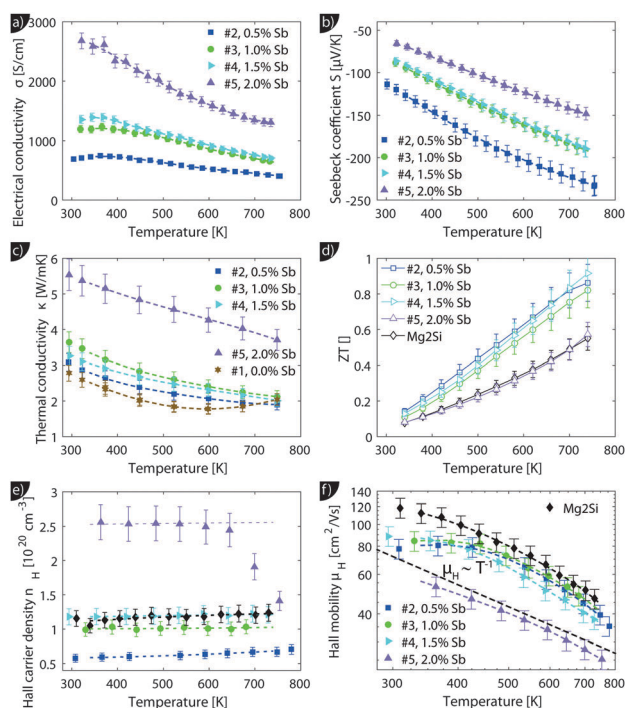 a)
Electrical conductivity σ [S/cm]
3000
2000
1000
0
#2, 0.5% Sb
#3, 1.0% Sb
#4, 1.5% Sb
#5, 2.0% Sb
300 400 500 600 700
Temperature [K]
b)
Seebeck coefficient S [μV/K]
-50
-100
-150
-200
-250
#2, 0.5% Sb
#3, 1.0% Sb
#4, 1.5% Sb
#5, 2.0% Sb
300 400 500 600 700 800
Temperature [K]
c)
Thermal conductivity κ [W/mK]
6
5
4
3
2
1
#2, 0.5% Sb
#3, 1.0% Sb
#4, 1.5% Sb
#5, 2.0% Sb
#1, 0.0% Sb
300 400 500 600 700
Temperature [K]
d)
ZT []
1
0.8
0.6
0.4
0.2
0
#2, 0.5% Sb
#3, 1.0% Sb
#4, 1.5% Sb
#5, 2.0% Sb
Mg2Si
300 400 500 600 700 800
Temperature [K]
e)
Hall carrier density n H [10 20 cm -3]
3
2.5
2
1.5
1
0.5
300 400 500 600 700 800
Temperature [K]
f)
Hall mobility μ H [cm 2 /Vs]
140
120
100
80
60
40
Mg2Si
μH ~ T-1
#2, 0.5% Sb
#3, 1.0% Sb
#4, 1.5% Sb
#5, 2.0% Sb
300 400 500 600 700 800
Temperature [K]